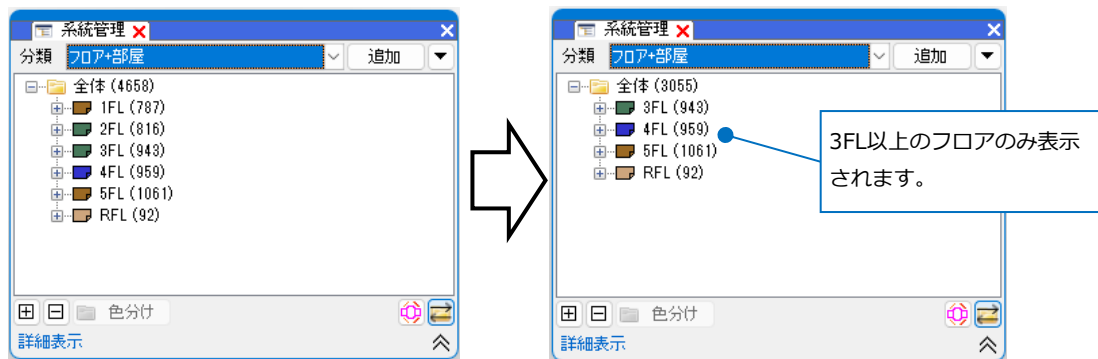 系統管理
分類 フロア+部屋 追加
全体 (4658)
1FL (787)
2FL (816)
3FL (943)
4FL (959)
5FL (1061)
RFL (92)
色分け
詳細表示
系統管理
分類 フロア+部屋 追加
全体 (3055)
3FL (943)
4FL (959)
5FL (1061)
RFL (92)
3FL以上のフロアのみ表示
されます。
色分け
詳細表示